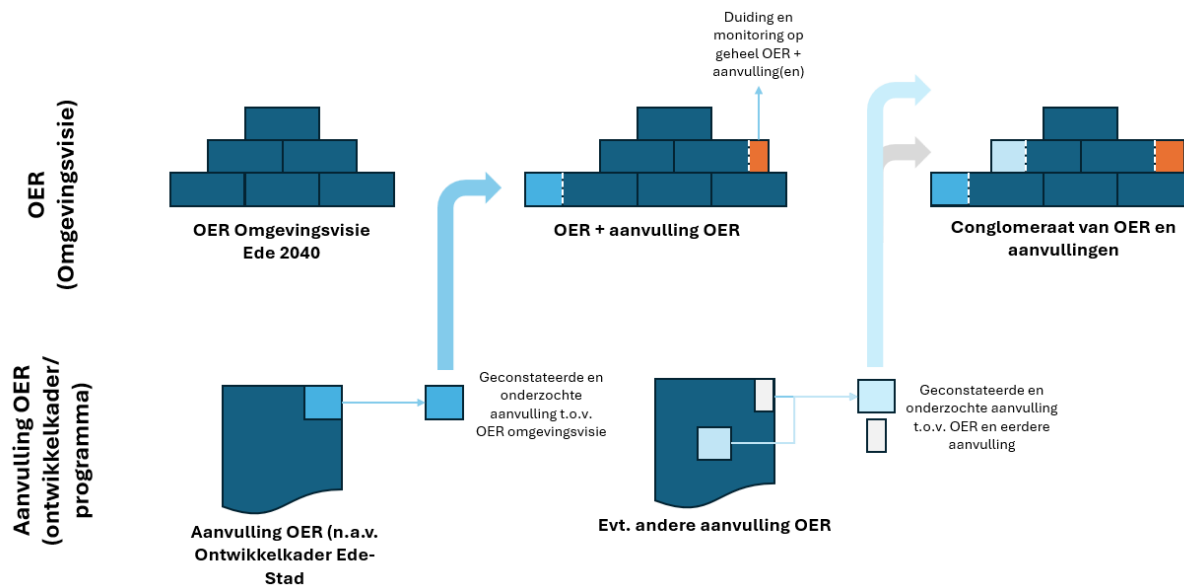 Duiding en
monitoring op
geheel OER +
aanvulling(en)
OER
(Omgevingsvisie)
OER Omgevingsvisie
Ede 2040
OER + aanvulling OER
Conglomeraat van OER en
aanvullingen
Aanvulling OER
(ontwikkelkader/
programma)
Geconstateerde en
onderzochte
aanvulling t.o.v.
OER omgevingsvisie
Geconstateerde en
onderzochte aanvulling
t.o.v. OER en eerdere
aanvulling
Aanvulling OER (n.a.v.
Ontwikkelkader Ede-
Stad
Evt. andere aanvulling OER